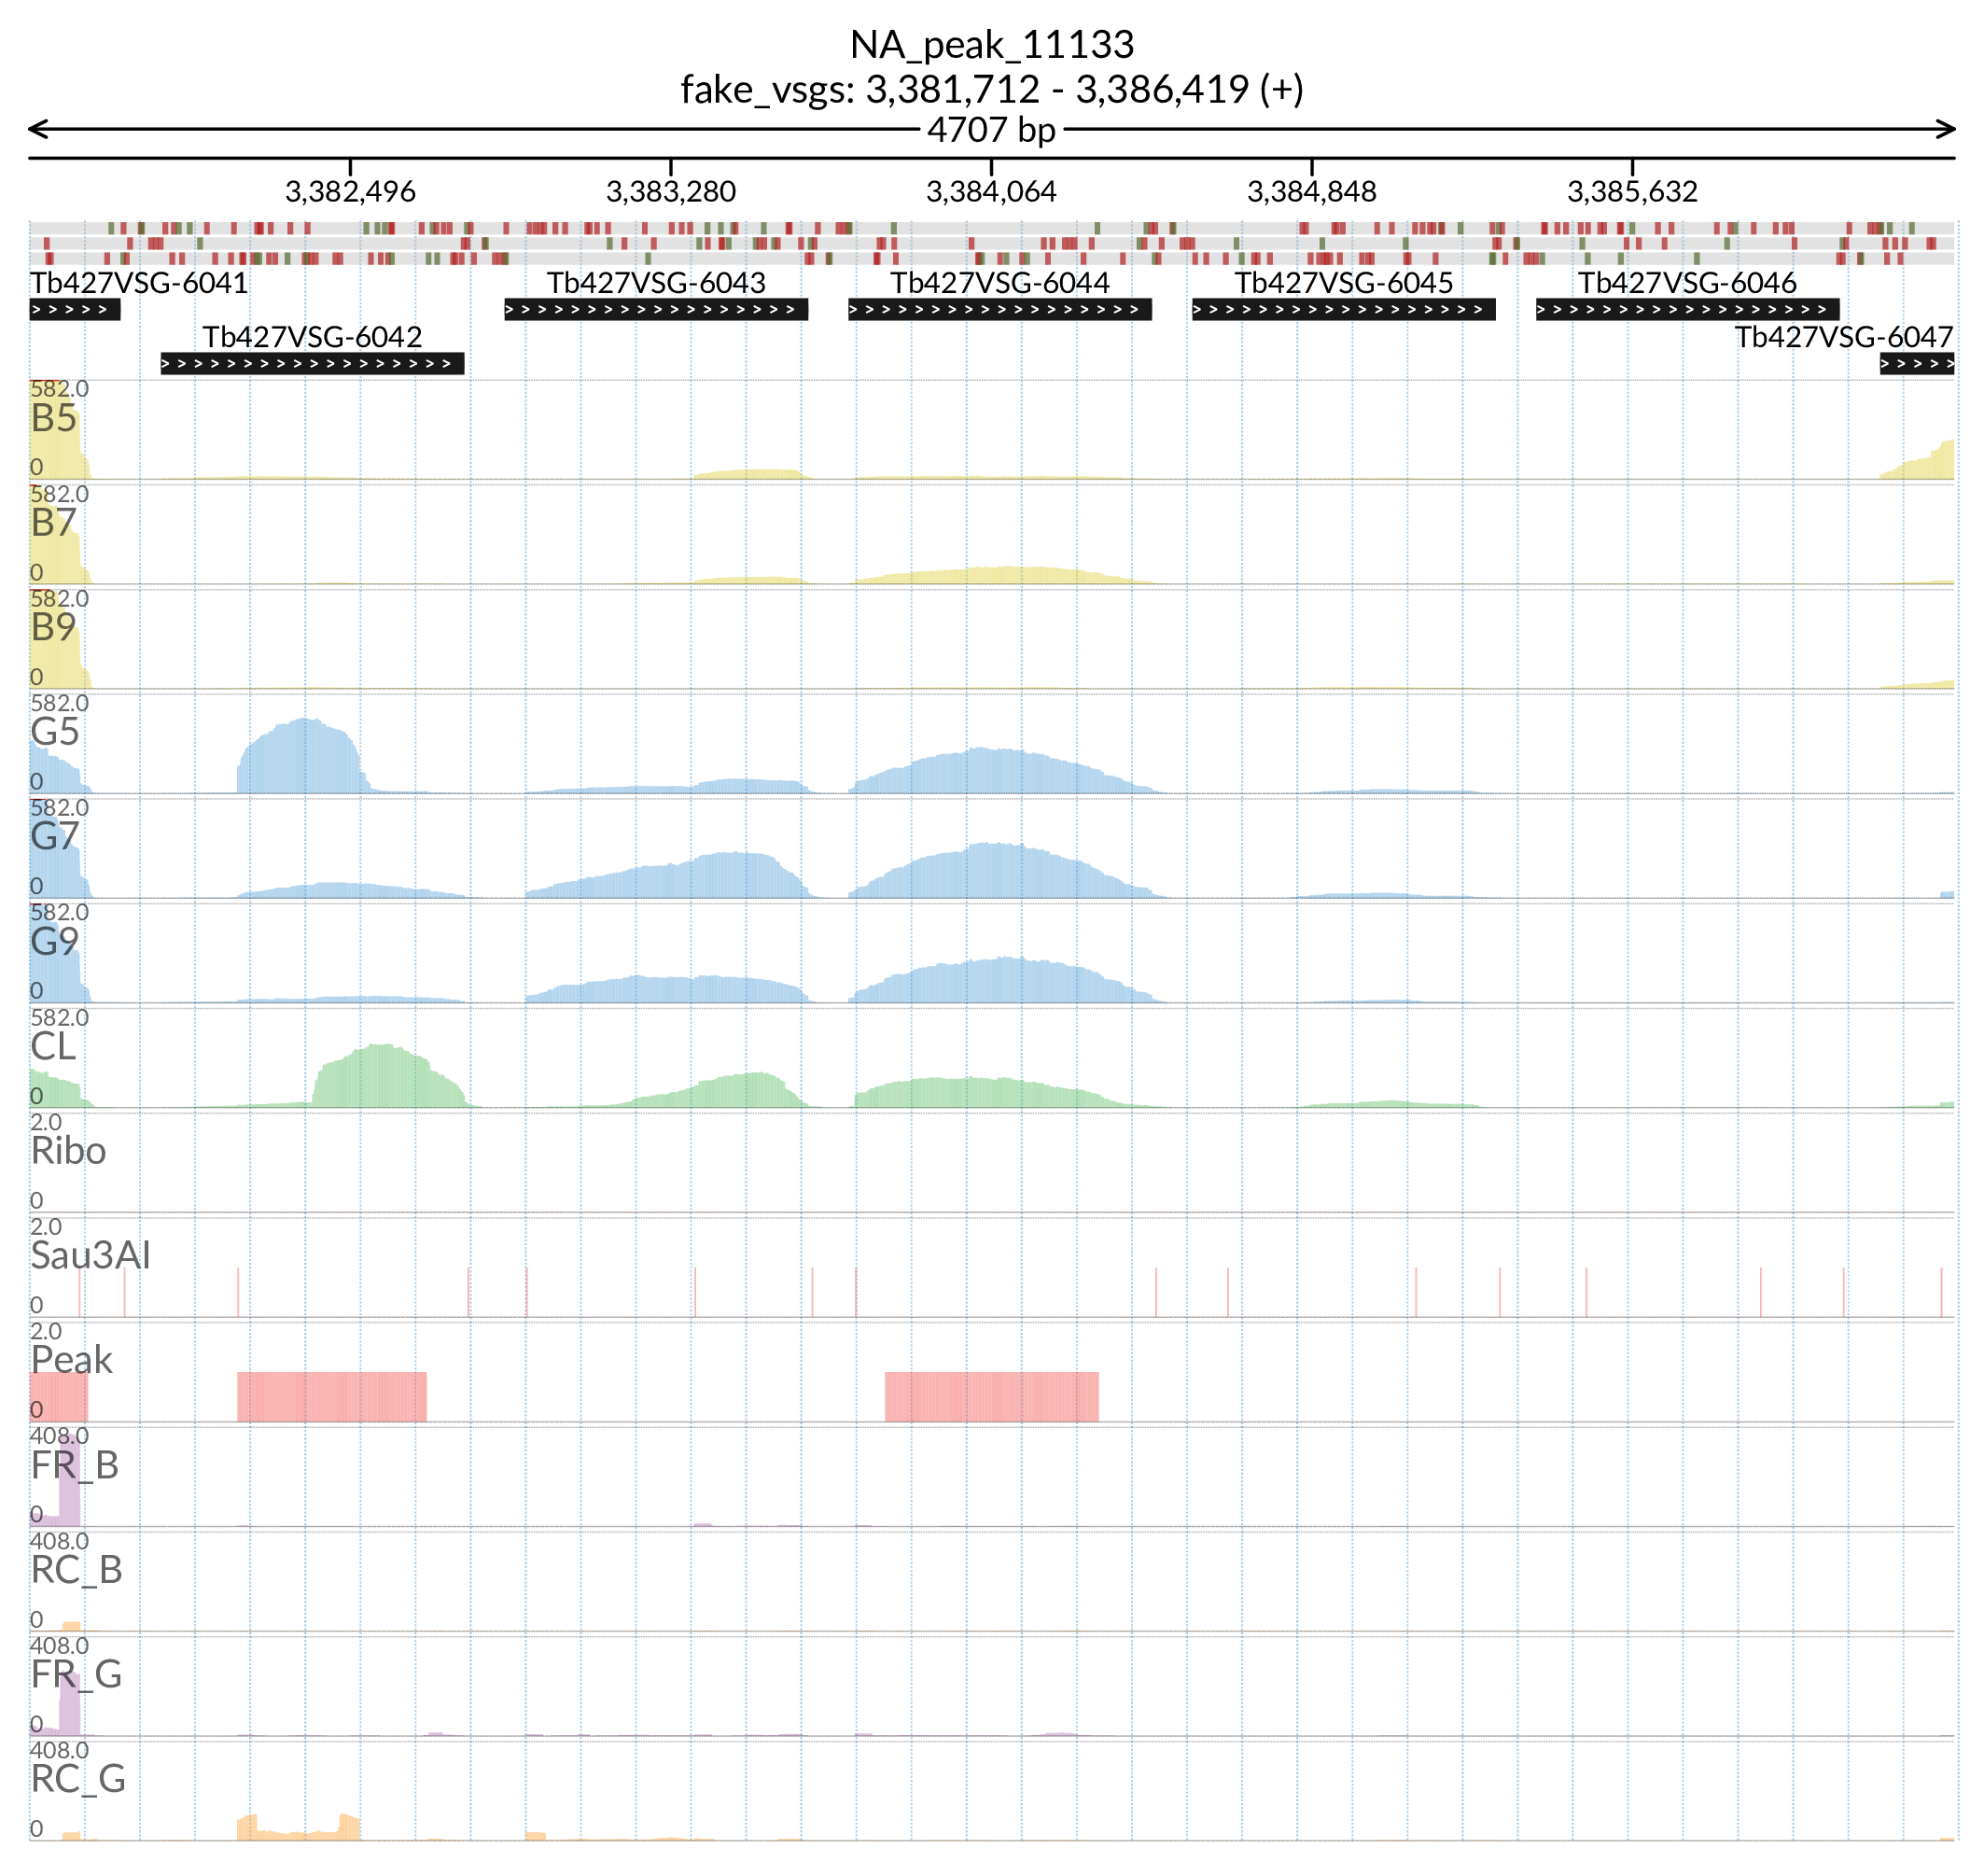 NA_peak_11133
fake_vsgs: 3,381,712 - 3,386,419 (+)
4707 bp
3,382,496 3,383,280 3,384,064 3,384,848 3,385,632
Tb427VSG-6041 Tb427VSG-6043 Tb427VSG-6044 Tb427VSG-6045 Tb427VSG-6046
Tb427VSG-6042 Tb427VSG-6047
582.0
B5
0
582.0
B7
0
582.0
B9
0
582.0
G5
0
582.0
G7
0
582.0
G9
0
582.0
CL
0
2.0
Ribo
0
2.0
Sau3AI
0
2.0
Peak
0
408.0
FR_B
0
408.0
RC_B
0
408.0
FR_G
0
408.0
RC_G
0